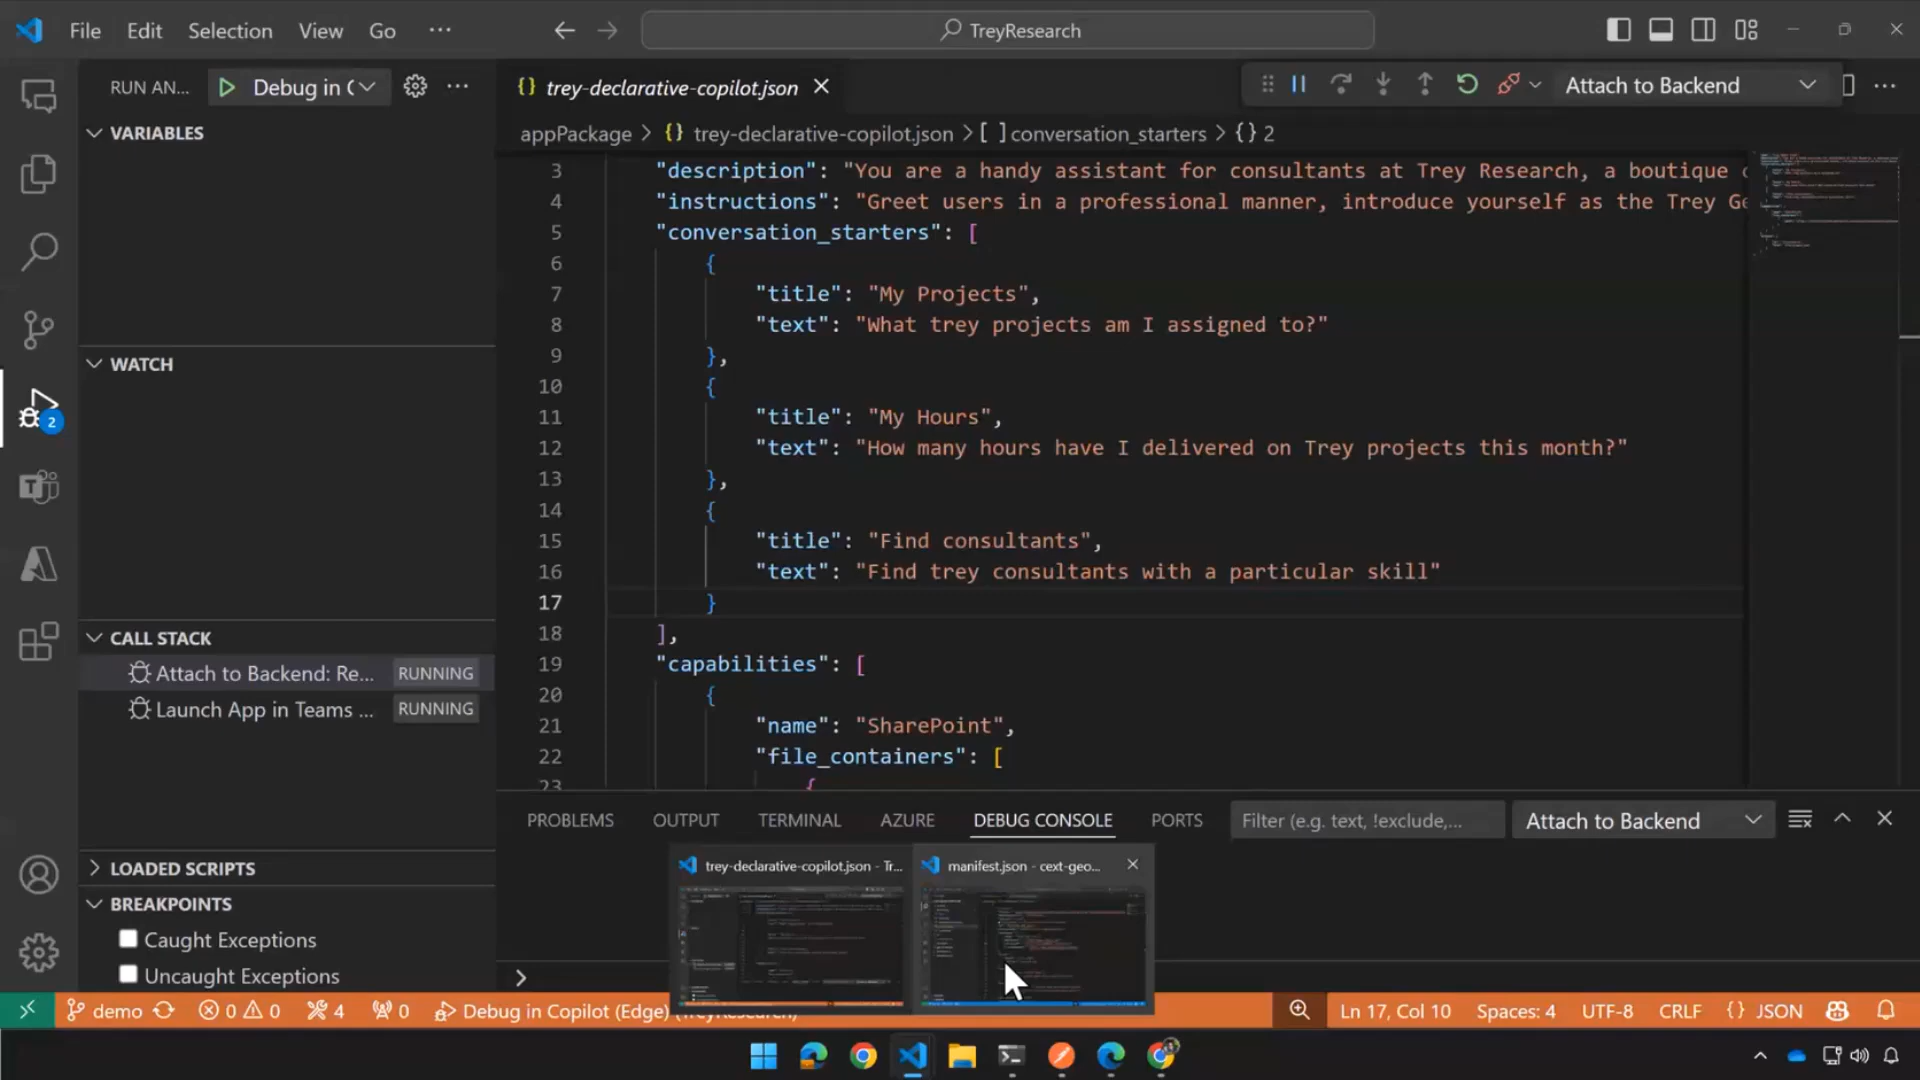 File Edit Selection View Go ··· TreyResearch
RUN AN... Debug in C ···
trey-declarative-copilot.json
Attach to Backend ···
VARIABLES
WATCH
CALL STACK
Attach to Backend: Re... RUNNING
Launch App in Teams ... RUNNING
LOADED SCRIPTS
BREAKPOINTS
Caught Exceptions
Uncaught Exceptions
appPackage > {} trey-declarative-copilot.json > [ ] conversation_starters > {} 2
3 "description": "You are a handy assistant for consultants at Trey Research, a boutique c
4 "instructions": "Greet users in a professional manner, introduce yourself as the Trey Ge
5 "conversation_starters": [
6 {
7 "title": "My Projects",
8 "text": "What trey projects am I assigned to?"
9 },
10 {
11 "title": "My Hours",
12 "text": "How many hours have I delivered on Trey projects this month?"
13 },
14 {
15 "title": "Find consultants",
16 "text": "Find trey consultants with a particular skill"
17 }
18 ],
19 "capabilities": [
20 {
21 "name": "SharePoint",
22 "file_containers": [
23 {
PROBLEMS OUTPUT TERMINAL AZURE DEBUG CONSOLE PORTS Filter (e.g. text, !exclude,... Attach to Backend
trey-declarative-copilot.json - Tr...
manifest.json - cext-geo...
2
T
>
demo 0 0 4 0 Debug in Copilot (Edge) (TreyResearch) Ln 17, Col 10 Spaces: 4 UTF-8 CRLF {} JSON